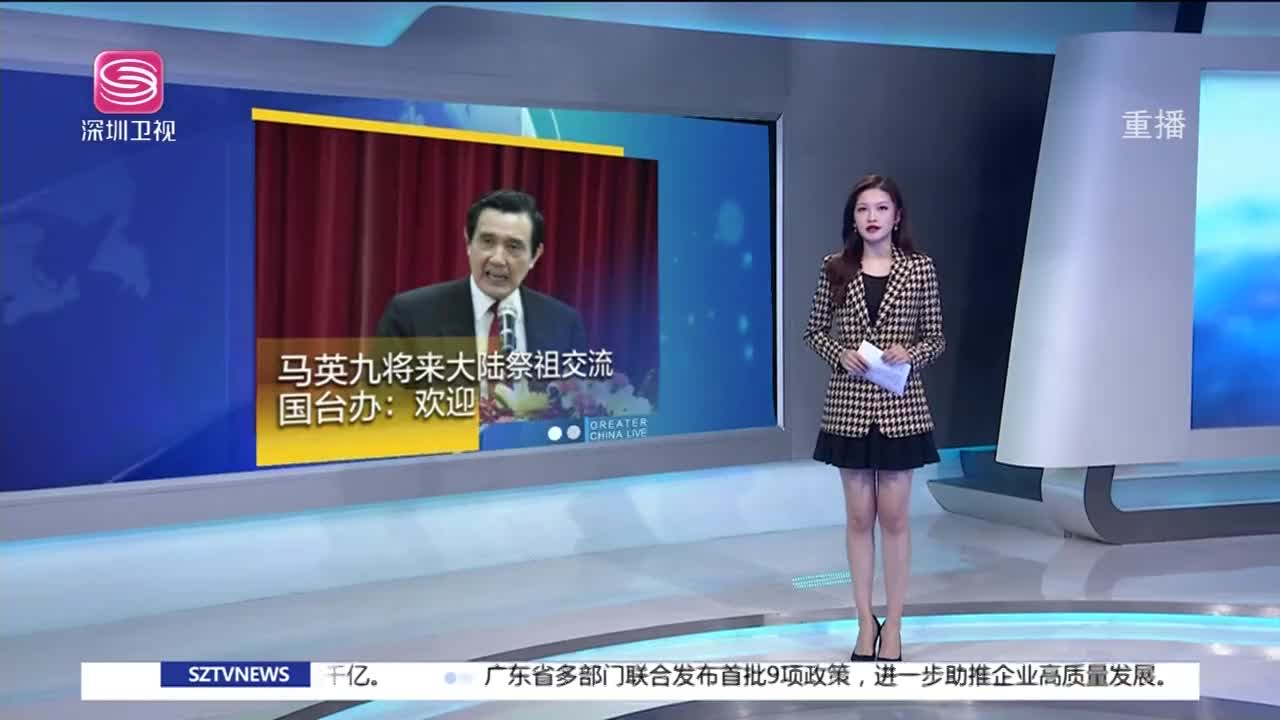 深圳卫视
重播
马英九将来大陆祭祖交流
国台办：欢迎
GREATER
CHINA LIVE
SZTVNEWS
千亿。 广东省多部门联合发布首批9项政策，进一步助推企业高质量发展。